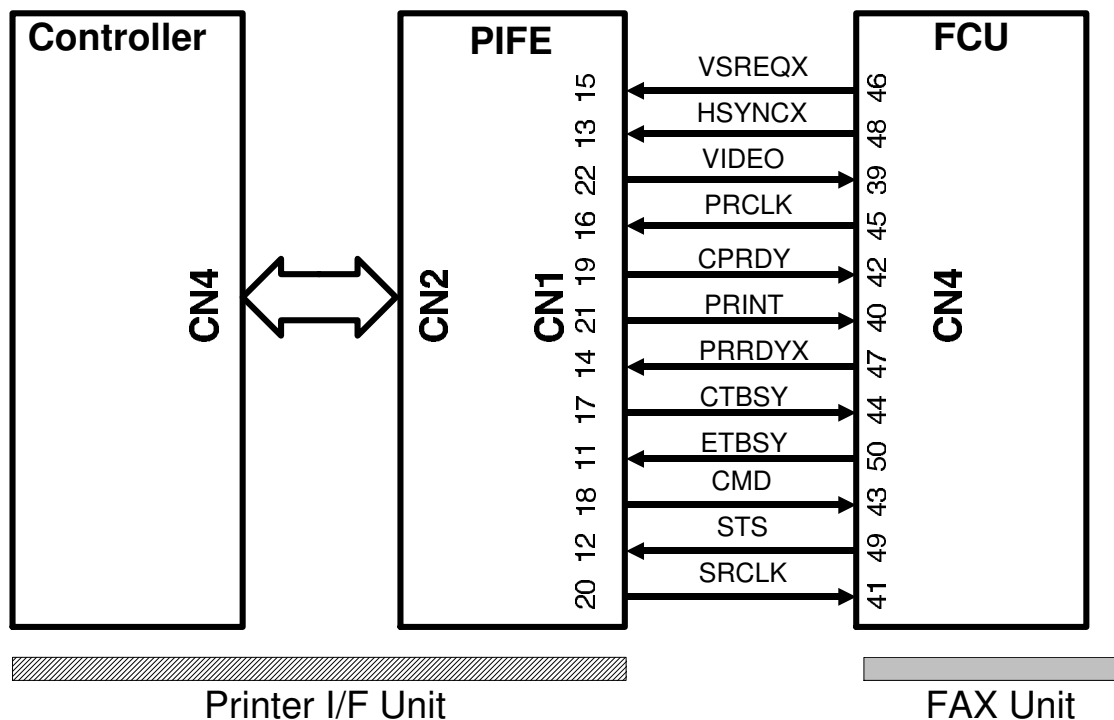 Controller PIFE FCU
15 VSREQX 46
13 HSYNCX 48
22 VIDEO 39
16 PRCLK 45
19 CPRDY 42
21 PRINT 40
14 PRRDYX 47
17 CTBSY 44
11 ETBSY 50
18 CMD 43
12 STS 49
20 SRCLK 41
CN4 CN2 CN1 CN4
Printer I/F Unit FAX Unit